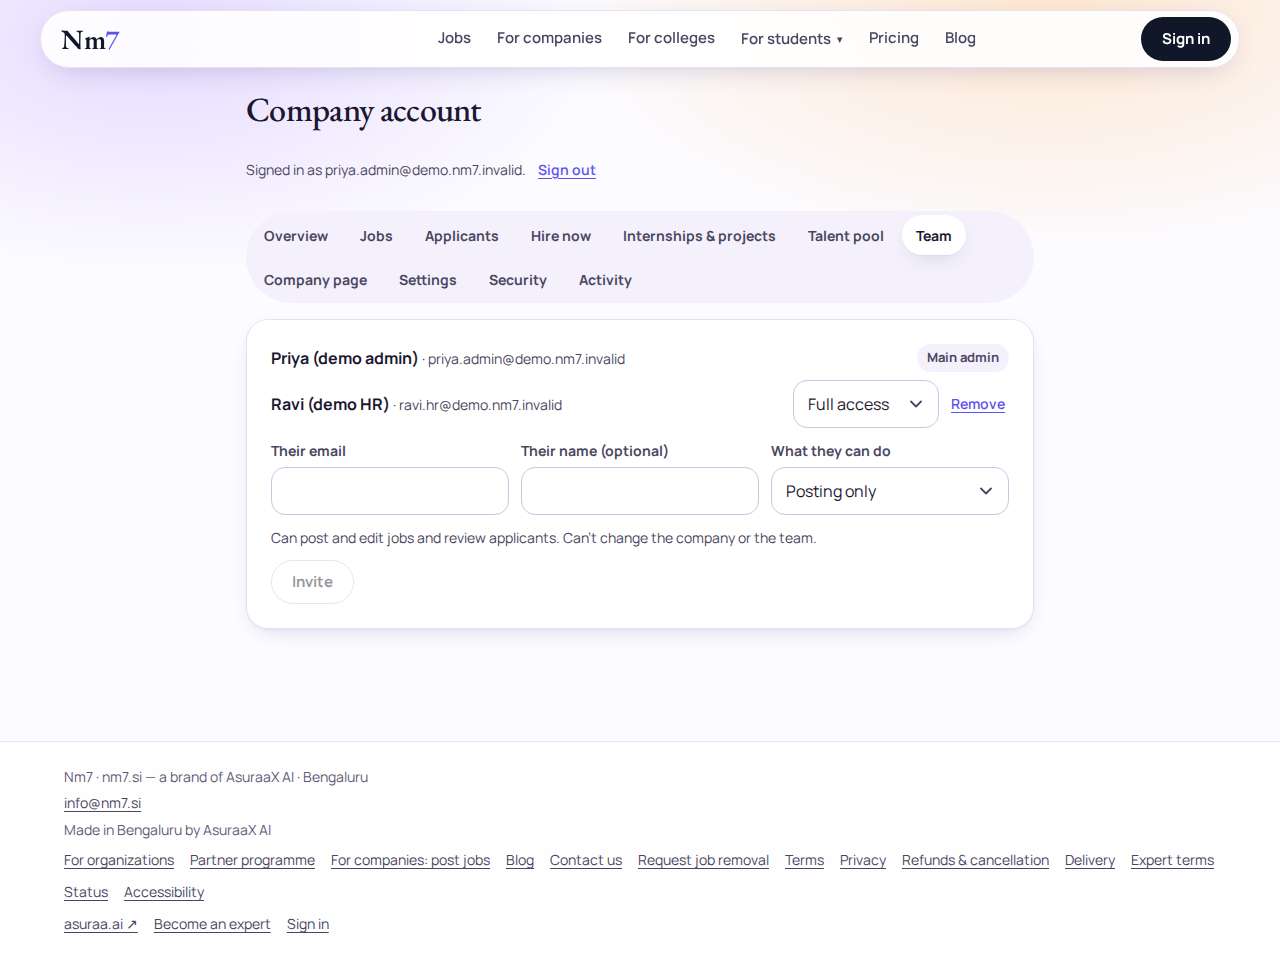 Nm7
Jobs For companies For colleges For students ▾ Pricing Blog
Sign in
Company account
Signed in as priya.admin@demo.nm7.invalid. Sign out
Overview Jobs Applicants Hire now Internships & projects Talent pool Team
Company page Settings Security Activity
Priya (demo admin) · priya.admin@demo.nm7.invalid Main admin
Ravi (demo HR) · ravi.hr@demo.nm7.invalid Full access Remove
Their email Their name (optional) What they can do
Posting only
Can post and edit jobs and review applicants. Can't change the company or the team.
Invite
Nm7 · nm7.si — a brand of AsuraaX AI · Bengaluru
info@nm7.si
Made in Bengaluru by AsuraaX AI
For organizations Partner programme For companies: post jobs Blog Contact us Request job removal Terms Privacy Refunds & cancellation Delivery Expert terms
Status Accessibility
asuraa.ai ↗ Become an expert Sign in